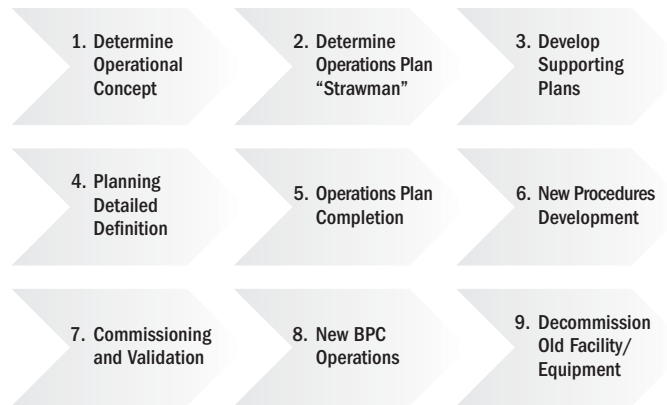 1. Determine
Operational
Concept
2. Determine
Operations Plan
“Strawman”
3. Develop
Supporting
Plans
4. Planning
Detailed
Definition
5. Operations Plan
Completion
6. New Procedures
Development
7. Commissioning
and Validation
8. New BPC
Operations
9. Decommission
Old Facility/
Equipment